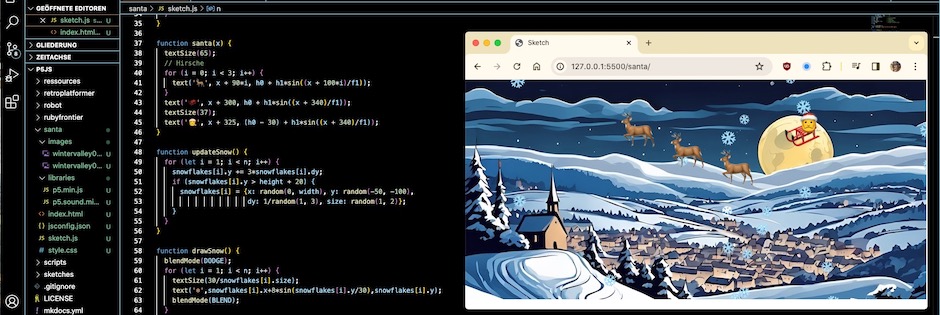 GEÖFFNETE EDITOREN
sketch.js s...
index.html...
GLIEDERUNG
ZEITACHSE
P5JS
ressources
retroplatformer
robot
rubyfrontier
santa
images
wintervalley0... U
wintervalley0... U
libraries
p5.min.js U
p5.sound.mi... U
index.html U
jsconfig.json U
sketch.js U
style.css U
scripts
sketches
.gitignore
LICENSE
mkdocs.yml
santa > JS sketch.js > n
35 }
36
37 function santa(x) {
38 textSize(65);
39 // Hirsche
40 for (i = 0; i < 3; i++) {
41 text('🦌', x + 90*i, h0 + h1*sin((x + 100*i)/f1));
42 }
43 text('🛷', x + 300, h0 + h1*sin((x + 340)/f1));
44 textSize(37);
45 text('🎅', x + 325, (h0 - 30) + h1*sin((x + 340)/f1));
46 }
47
48 function updateSnow() {
49 for (let i = 1; i < n; i++) {
50 snowflakes[i].y += 3*snowflakes[i].dy;
51 if (snowflakes[i].y > height + 20) {
52 snowflakes[i] = {x: random(0, width), y: random(-50, -100),
53 dy: 1/random(1, 3), size: random(1, 2)};
54 }
55 }
56 }
57
58 function drawSnow() {
59 blendMode(DODGE);
60 for (let i = 1; i < n; i++) {
61 textSize(30/snowflakes[i].size);
62 text('❄',snowflakes[i].x+8*sin(snowflakes[i].y/30),snowflakes[i].y);
63 blendMode(BLEND);
64 }
Sketch
127.0.0.1:5500/santa/